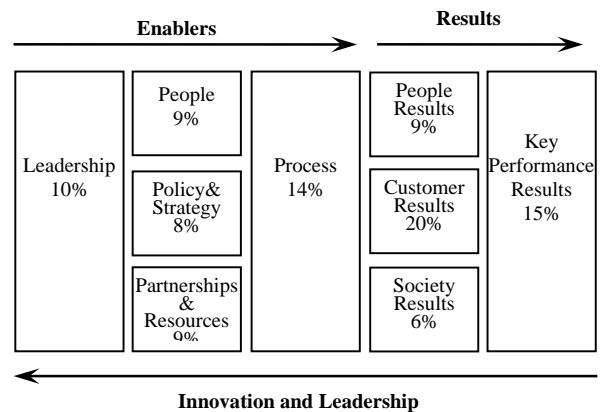 Enablers
Results
Leadership
10%
People
9%
Policy&
Strategy
8%
Partnerships
&
Resources
9%
Process
14%
People
Results
9%
Customer
Results
20%
Society
Results
6%
Key
Performance
Results
15%
Innovation and Leadership